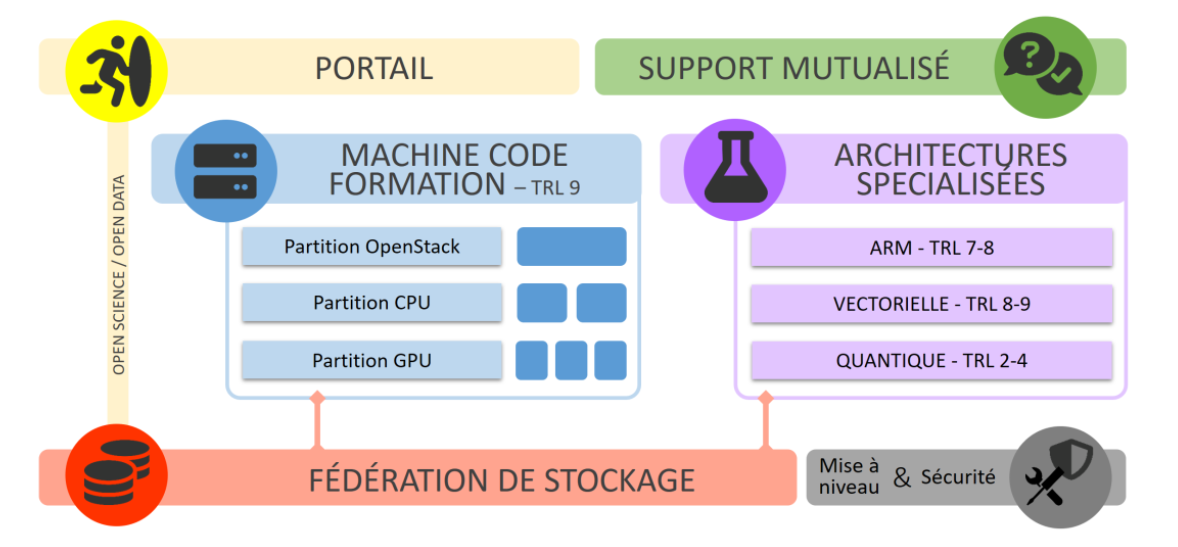 PORTAIL
SUPPORT MUTUALISÉ
OPEN SCIENCE / OPEN DATA
MACHINE CODE
FORMATION – TRL 9
Partition OpenStack
Partition CPU
Partition GPU
ARCHITECTURES
SPECIALISÉES
ARM - TRL 7-8
VECTORIELLE - TRL 8-9
QUANTIQUE - TRL 2-4
FÉDÉRATION DE STOCKAGE
Mise à
niveau & Sécurité